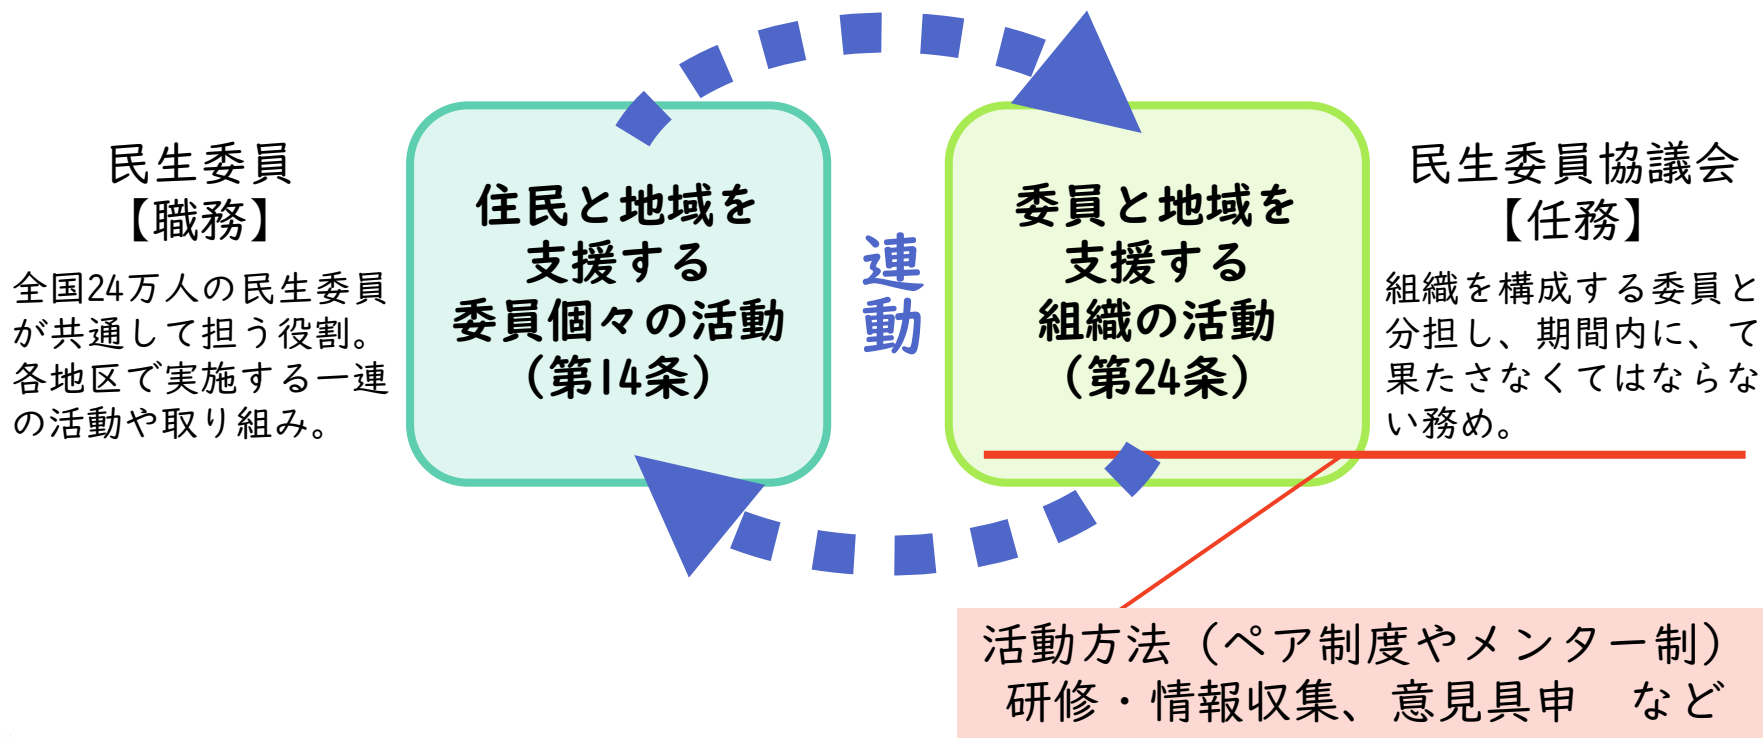 民生委員
【職務】
全国24万人の民生委員
が共通して担う役割。
各地区で実施する一連
の活動や取り組み。
住民と地域を
支援する
委員個々の活動
（第14条）
連動
委員と地域を
支援する
組織の活動
（第24条）
民生委員協議会
【任務】
組織を構成する委員と
分担し、期間内に、て
果たさなくてはならな
い務め。
活動方法（ペア制度やメンター制）
研修・情報収集、意見具申　など